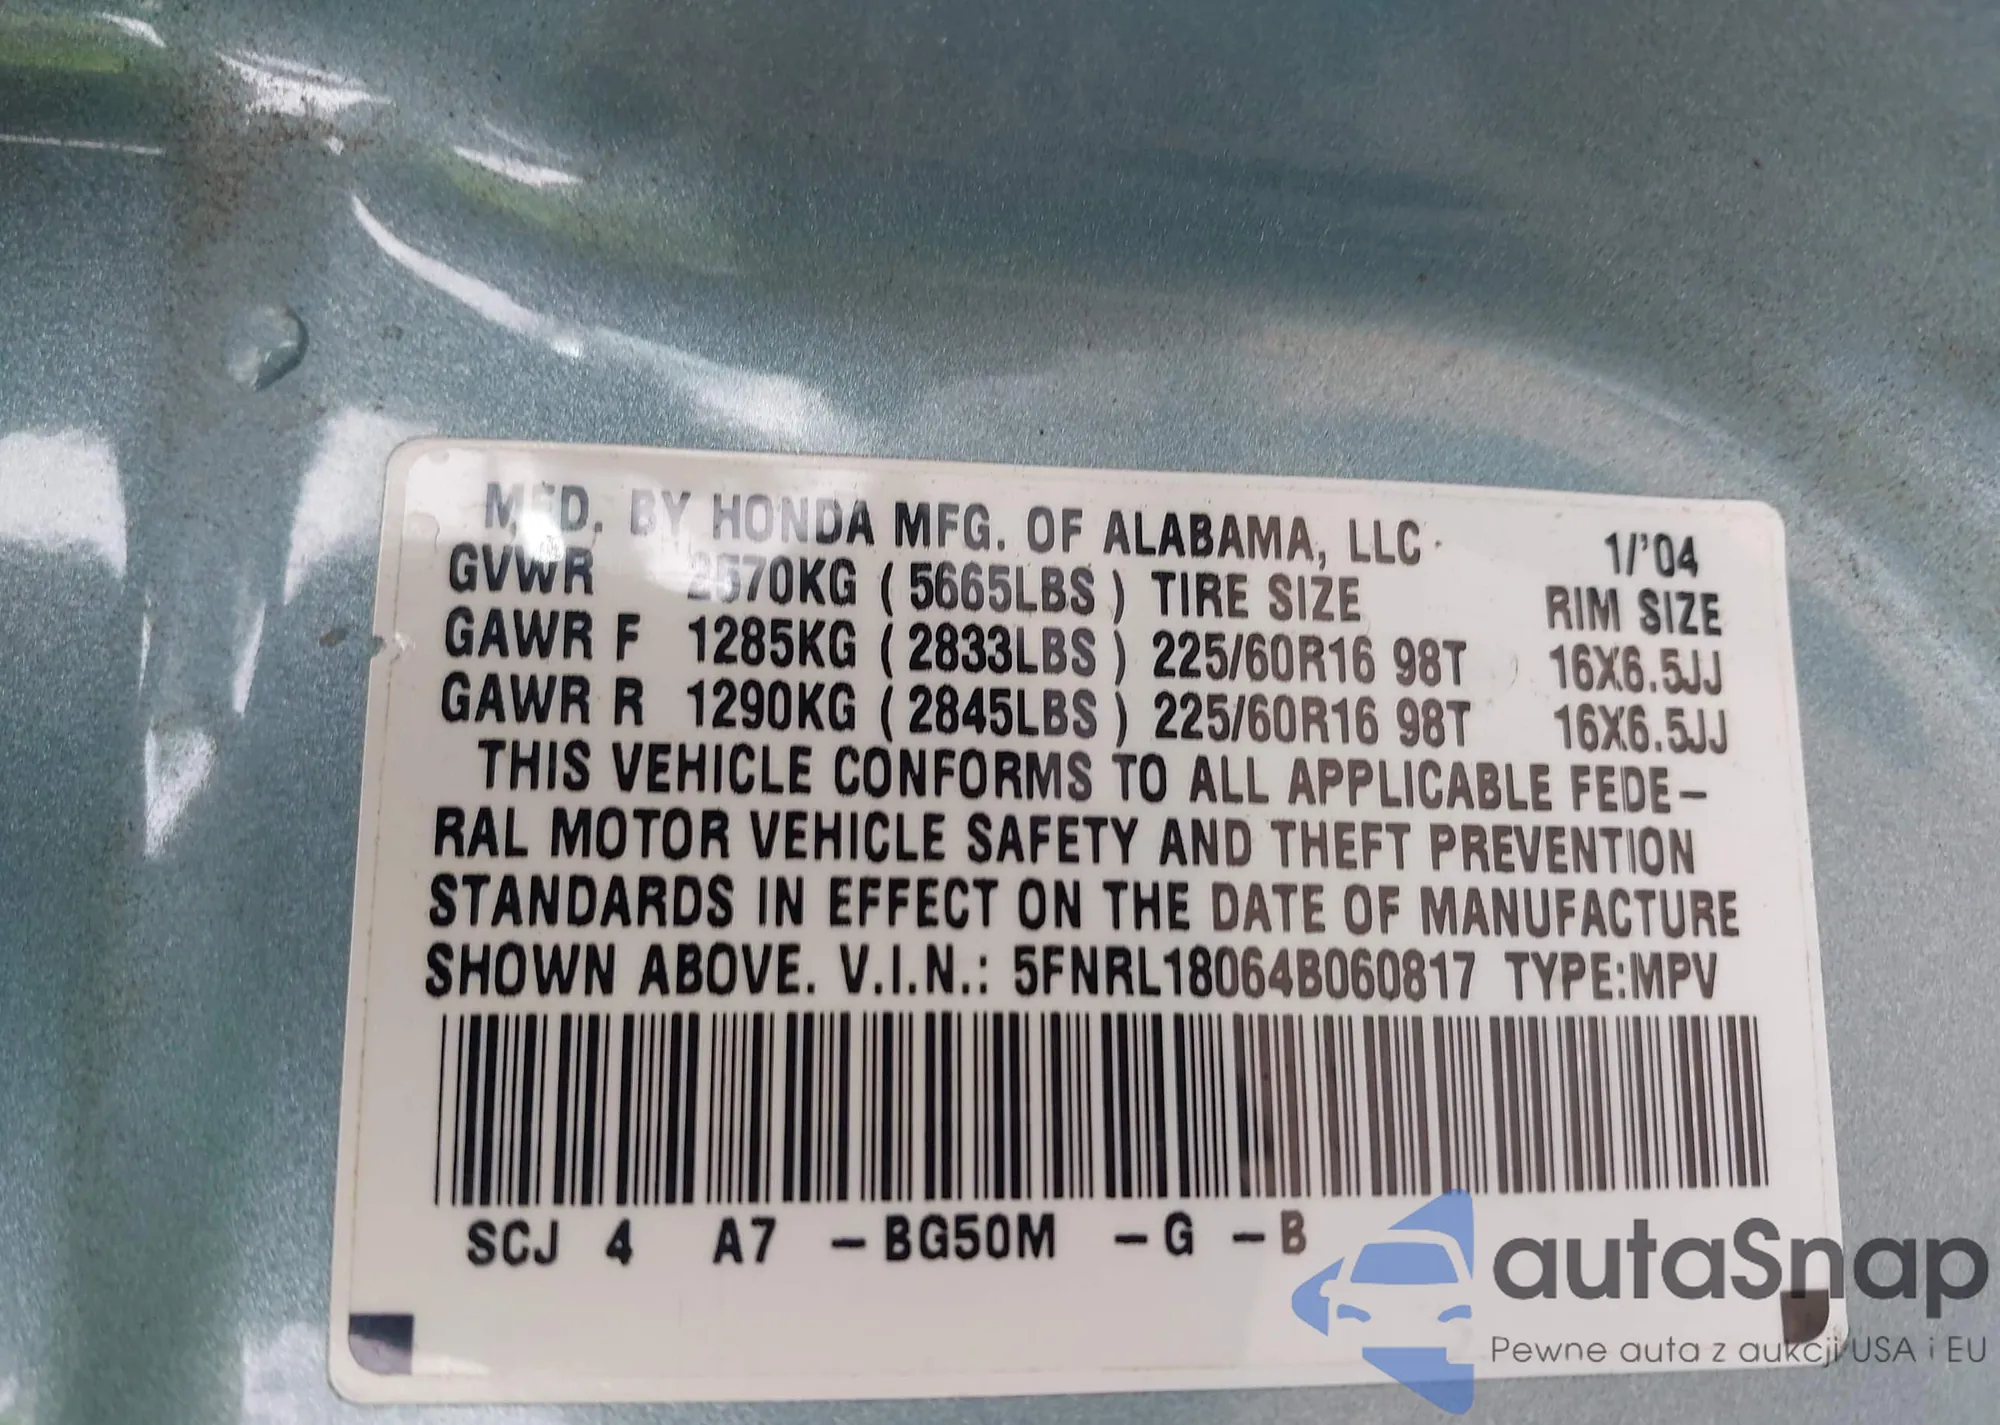 MFD. BY HONDA MFG. OF ALABAMA, LLC 1/'04
GVWR 2570KG (5665LBS) TIRE SIZE RIM SIZE
GAWR F 1285KG (2833LBS) 225/60R16 98T 16X6.5JJ
GAWR R 1290KG (2845LBS) 225/60R16 98T 16X6.5JJ
THIS VEHICLE CONFORMS TO ALL APPLICABLE FEDE-
RAL MOTOR VEHICLE SAFETY AND THEFT PREVENTION
STANDARDS IN EFFECT ON THE DATE OF MANUFACTURE
SHOWN ABOVE. V.I.N.: 5FNRL18064B060817 TYPE:MPV
SCJ 4 A7 -BG50M -G -B
autaSnap
Pewne auta z aukcji USA i EU